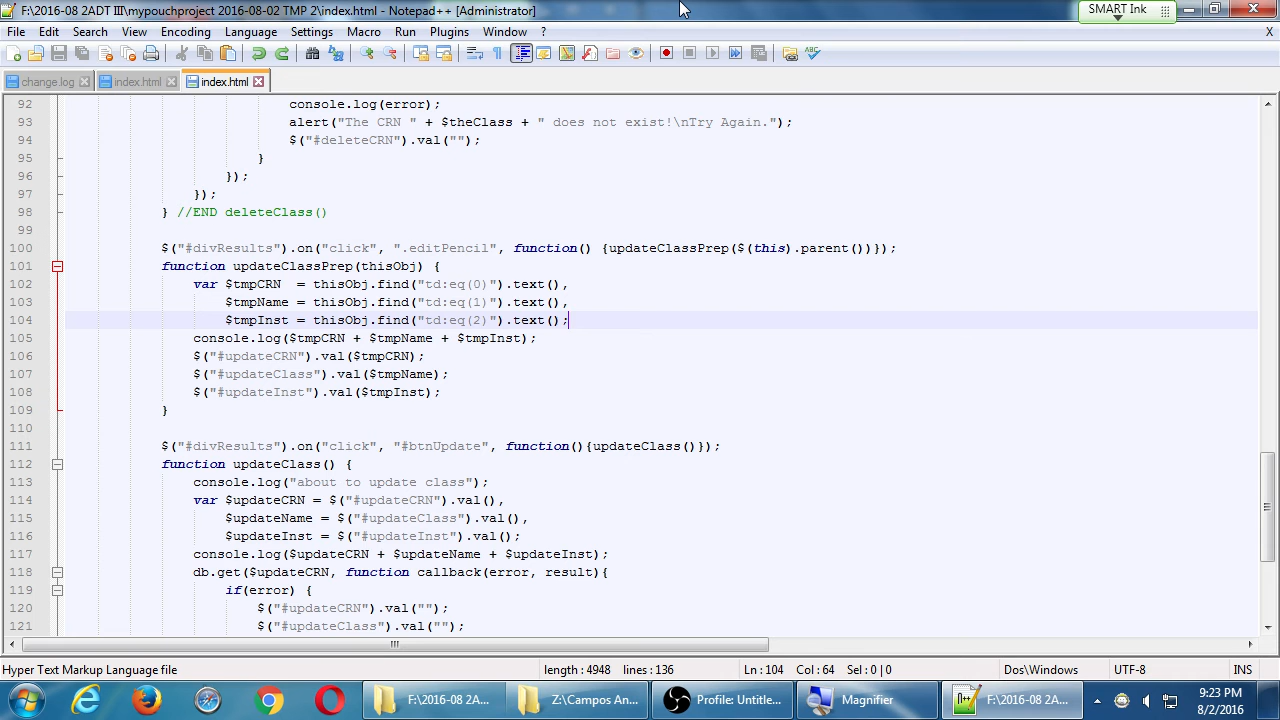 F:\2016-08 2ADT III\mypouchproject 2016-08-02 TMP 2\index.html - Notepad++ [Administrator]
SMART Ink
File Edit Search View Encoding Language Settings Macro Run Plugins Window ?
change.log index.html index.html
92 console.log(error);
93 alert("The CRN " + $theClass + " does not exist!\nTry Again.");
94 $("#deleteCRN").val("");
95 }
96 });
97 });
98 } //END deleteClass()
99
100 $("#divResults").on("click", ".editPencil", function() {updateClassPrep($(this).parent())});
101 function updateClassPrep(thisObj) {
102 var $tmpCRN  = thisObj.find("td:eq(0)").text(),
103 $tmpName = thisObj.find("td:eq(1)").text(),
104 $tmpInst = thisObj.find("td:eq(2)").text();
105 console.log($tmpCRN + $tmpName + $tmpInst);
106 $("#updateCRN").val($tmpCRN);
107 $("#updateClass").val($tmpName);
108 $("#updateInst").val($tmpInst);
109 }
110
111 $("#divResults").on("click", "#btnUpdate", function(){updateClass()});
112 function updateClass() {
113 console.log("about to update class");
114 var $updateCRN = $("#updateCRN").val(),
115 $updateName = $("#updateClass").val(),
116 $updateInst = $("#updateInst").val();
117 console.log($updateCRN + $updateName + $updateInst);
118 db.get($updateCRN, function callback(error, result){
119 if(error) {
120 $("#updateCRN").val("");
121 $("#updateClass").val("");
Hyper Text Markup Language file length : 4948 lines : 136 Ln : 104 Col : 64 Sel : 0 | 0 Dos\Windows UTF-8 INS
F:\2016-08 2A... Z:\Campos An... Profile: Untitle... Magnifier F:\2016-08 2A... 9:23 PM
8/2/2016